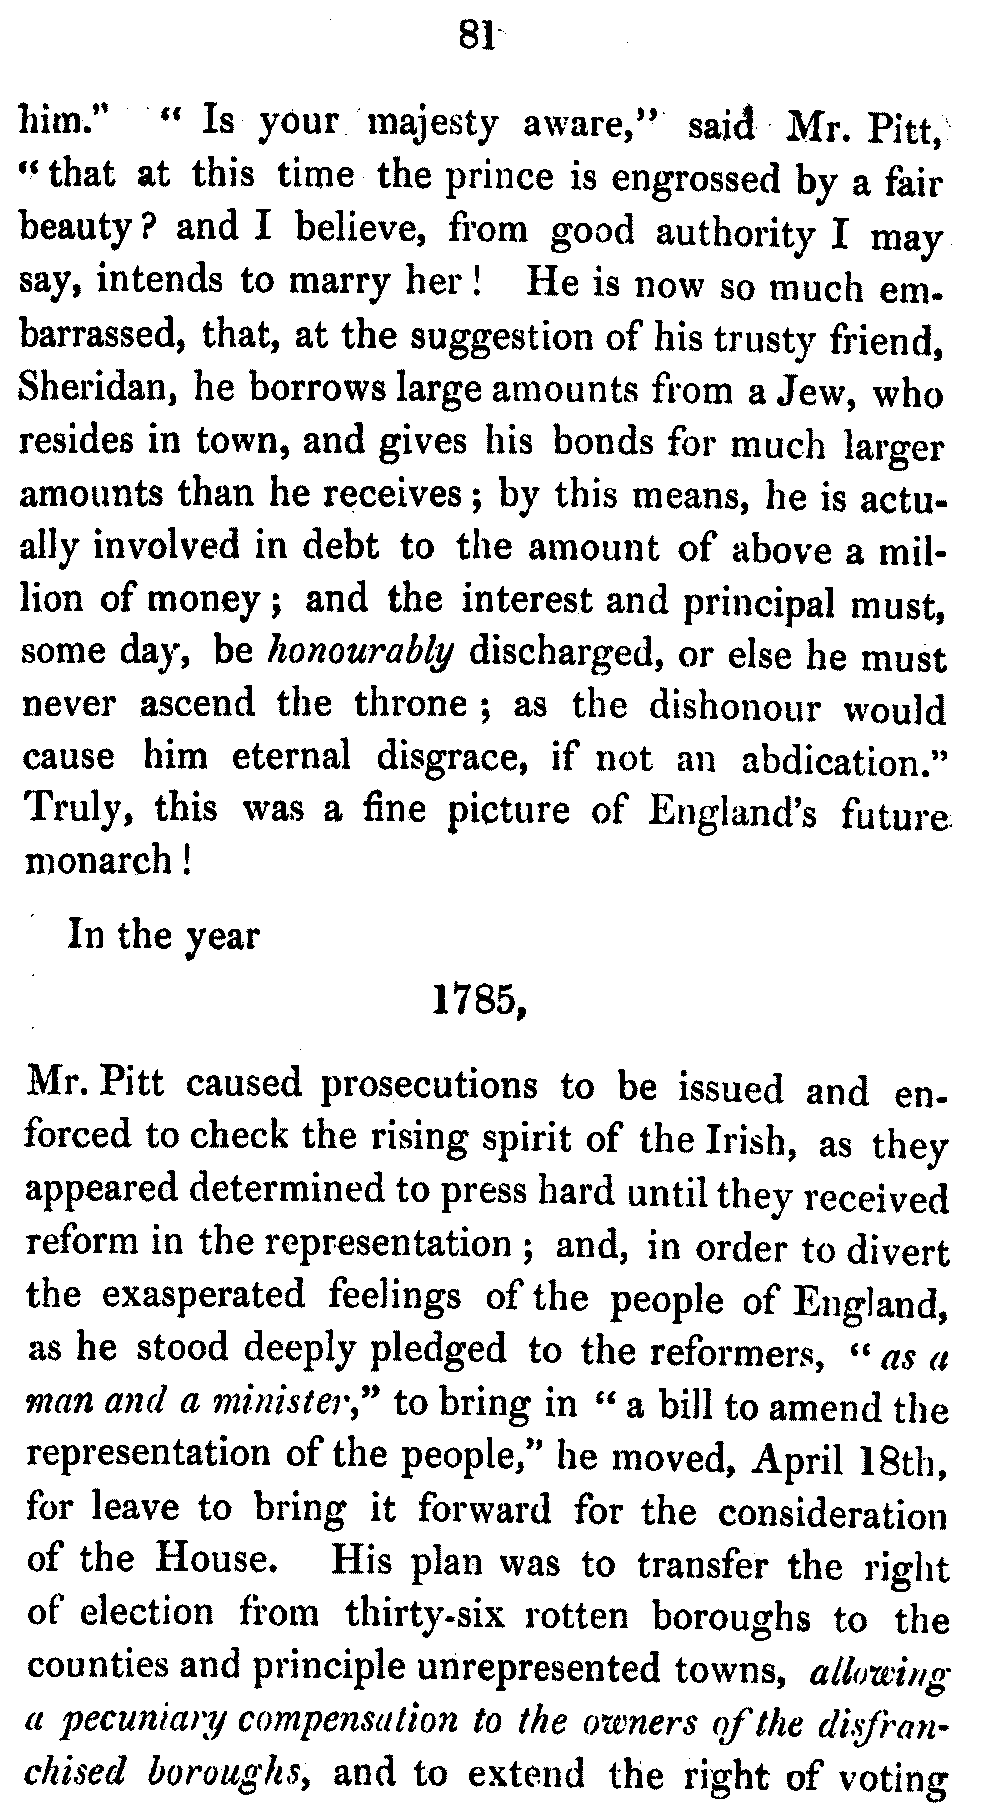 81
him." " Is your majesty aware," said Mr. Pitt,
" that at this time the prince is engrossed by a fair
beauty? and I believe, from good authority I may
say, intends to marry her! He is now so much em-
barrassed, that, at the suggestion of his trusty friend,
Sheridan, he borrows large amounts from a Jew, who
resides in town, and gives his bonds for much larger
amounts than he receives; by this means, he is actu-
ally involved in debt to the amount of above a mil-
lion of money; and the interest and principal must,
some day, be honourably discharged, or else he must
never ascend the throne; as the dishonour would
cause him eternal disgrace, if not an abdication."
Truly, this was a fine picture of England's future
monarch!
In the year
1785,
Mr. Pitt caused prosecutions to be issued and en-
forced to check the rising spirit of the Irish, as they
appeared determined to press hard until they received
reform in the representation; and, in order to divert
the exasperated feelings of the people of England,
as he stood deeply pledged to the reformers, " as a
man and a minister," to bring in " a bill to amend the
representation of the people," he moved, April 18th,
for leave to bring it forward for the consideration
of the House. His plan was to transfer the right
of election from thirty-six rotten boroughs to the
counties and principle unrepresented towns, allowing
a pecuniary compensation to the owners of the disfran-
chised boroughs, and to extend the right of voting